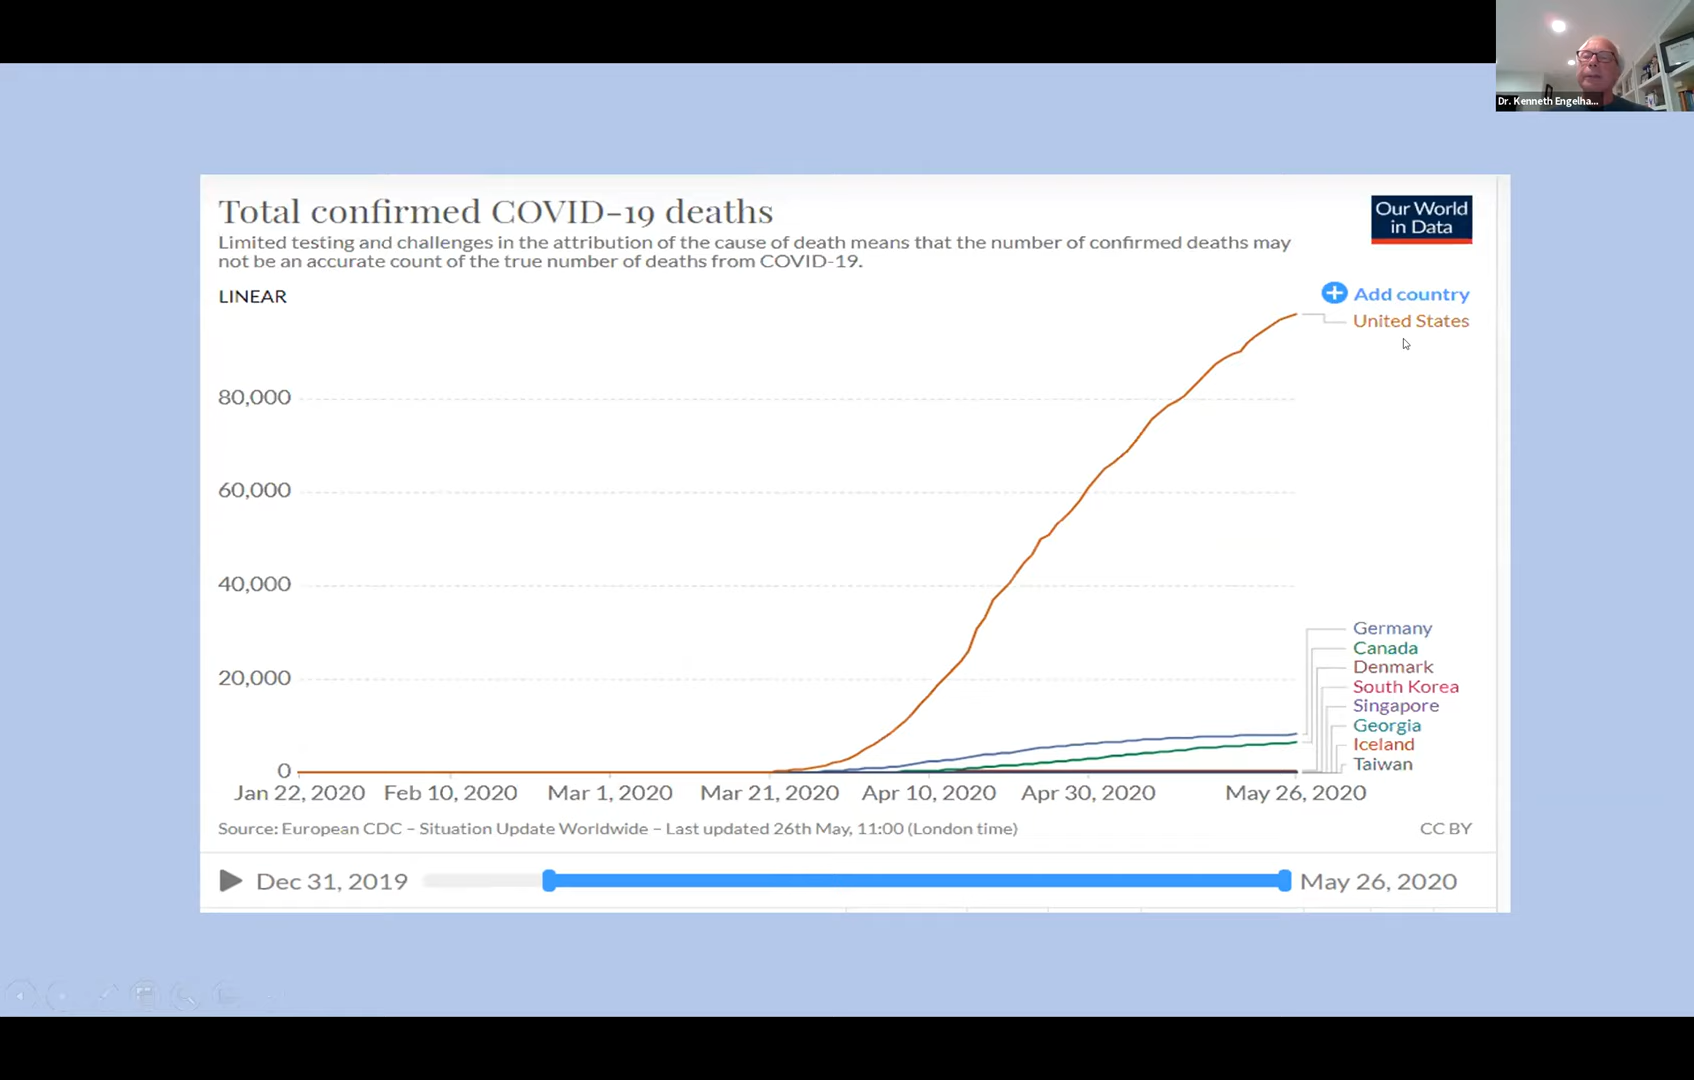 Dr. Kenneth Engelha...
Total confirmed COVID-19 deaths
Our World
in Data
Limited testing and challenges in the attribution of the cause of death means that the number of confirmed deaths may
not be an accurate count of the true number of deaths from COVID-19.
LINEAR
Add country
United States
80,000
60,000
40,000
20,000
0
Germany
Canada
Denmark
South Korea
Singapore
Georgia
Iceland
Taiwan
Jan 22, 2020 Feb 10, 2020 Mar 1, 2020 Mar 21, 2020 Apr 10, 2020 Apr 30, 2020 May 26, 2020
Source: European CDC – Situation Update Worldwide – Last updated 26th May, 11:00 (London time) CC BY
Dec 31, 2019 May 26, 2020